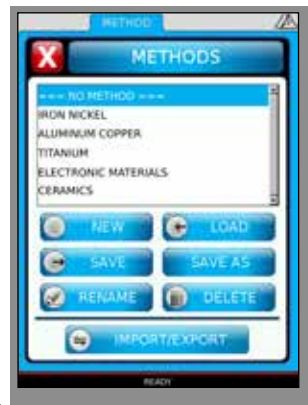 METHOD
METHODS
--- NO METHOD ---
IRON NICKEL
ALUMINUM COPPER
TITANIUM
ELECTRONIC MATERIALS
CERAMICS
NEW
LOAD
SAVE
SAVE AS
RENAME
DELETE
IMPORT/EXPORT
READY